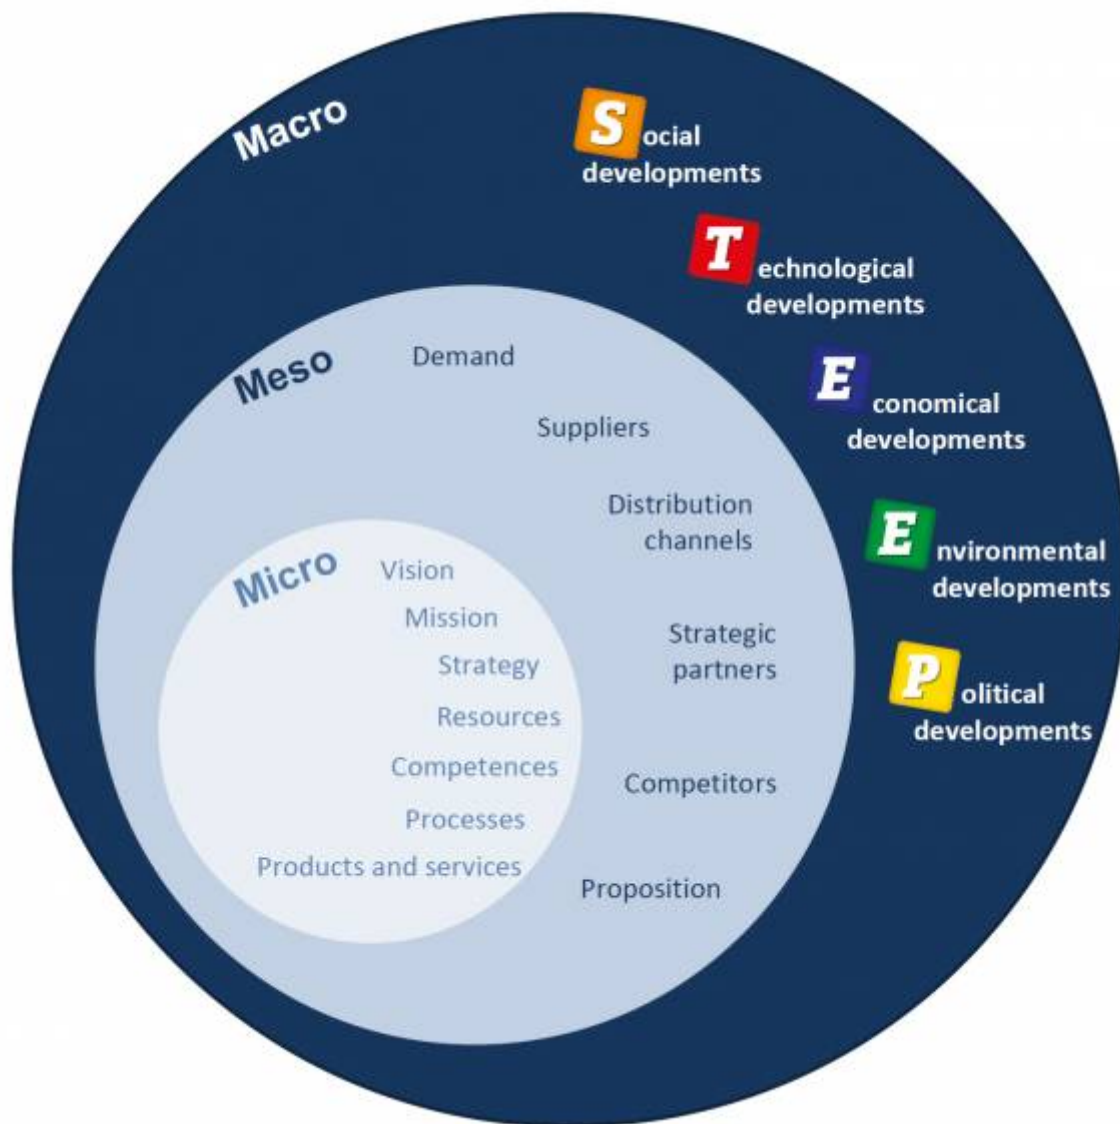 Macro
Social
developments
Technological
developments
Economical
developments
Environmental
developments
Political
developments
Meso
Demand
Suppliers
Distribution
channels
Strategic
partners
Competitors
Proposition
Micro
Vision
Mission
Strategy
Resources
Competences
Processes
Products and services